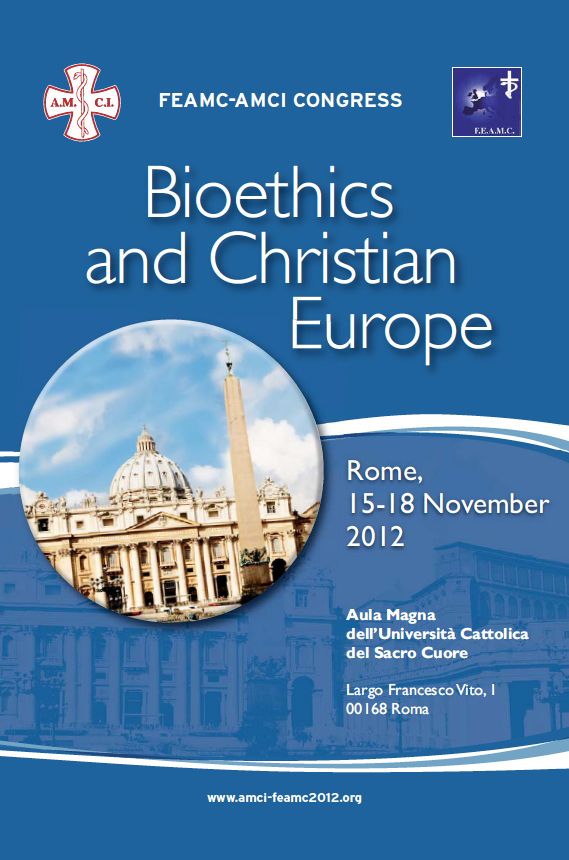 A.M. C.I.
FEAMC-AMCI CONGRESS
F.E.A.M.C.
Bioethics
and Christian
Europe
Rome,
15-18 November
2012
Aula Magna
dell'Università Cattolica
del Sacro Cuore
Largo Francesco Vito, 1
00168 Roma
www.amci-feamc2012.org